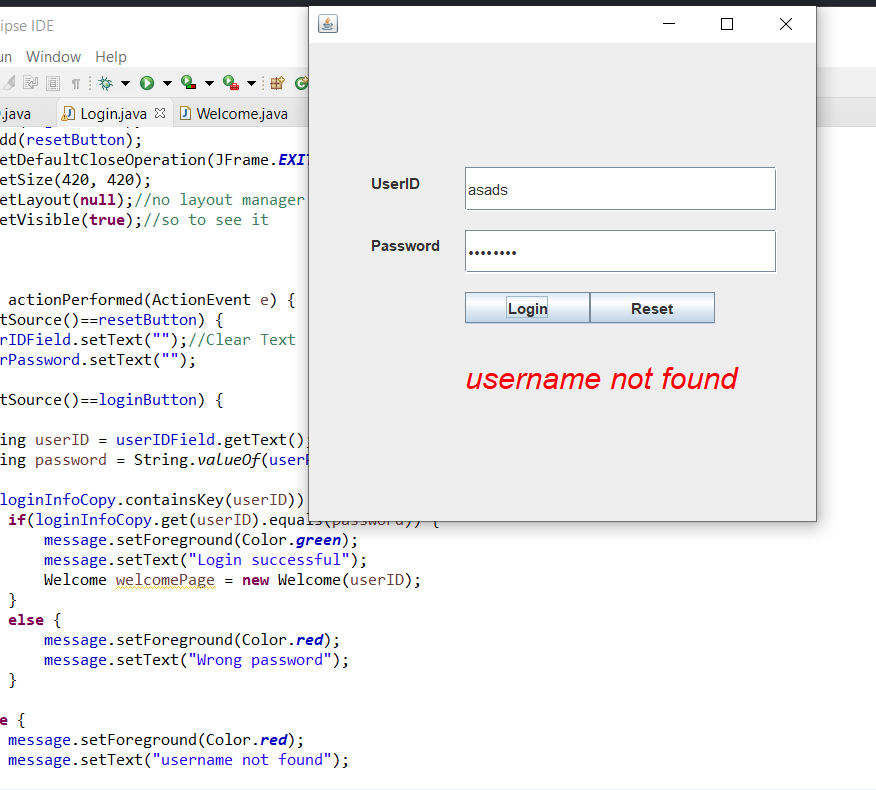 ipse IDE
un Window Help
.java Login.java Welcome.java
dd(resetButton);
etDefaultCloseOperation(JFrame.EXI
etSize(420, 420);
etLayout(null);//no layout manager
etVisible(true);//so to see it
actionPerformed(ActionEvent e) {
tSource()==resetButton) {
rIDField.setText("");//Clear Text
rPassword.setText("");
tSource()==loginButton) {
ing userID = userIDField.getText();
ing password = String.valueOf(userP
loginInfoCopy.containsKey(userID))
if(loginInfoCopy.get(userID).equals(password)) {
message.setForeground(Color.green);
message.setText("Login successful");
Welcome welcomePage = new Welcome(userID);
}
else {
message.setForeground(Color.red);
message.setText("Wrong password");
}
e {
message.setForeground(Color.red);
message.setText("username not found");
UserID asads
Password ••••••••
Login Reset
username not found